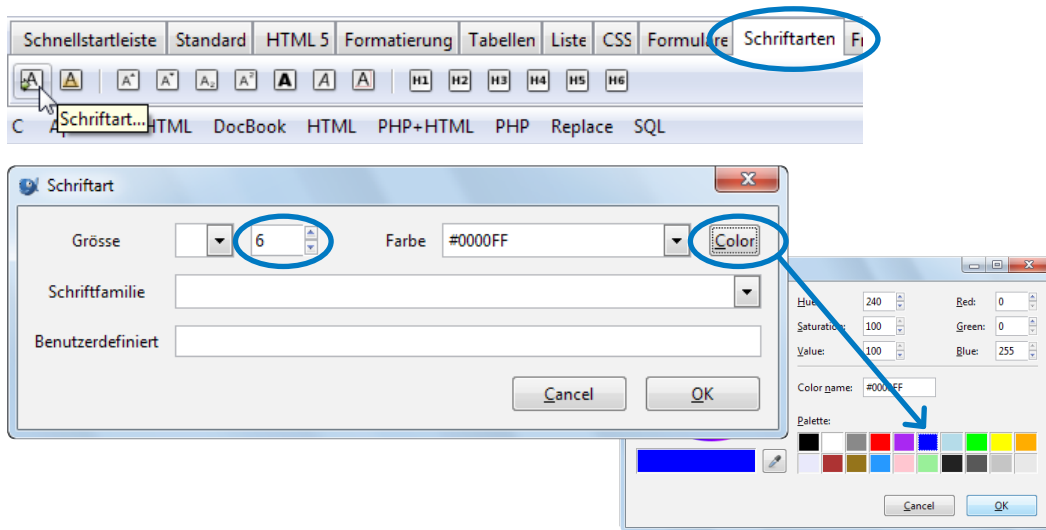 Schnellstartleiste Standard HTML 5 Formatierung Tabellen Liste CSS Formulare Schriftarten
A A A A A A² A A A H1 H2 H3 H4 H5 H6
Schriftart...
C HTML DocBook HTML PHP+HTML PHP Replace SQL
Schriftart
Grösse 6 Farbe #0000FF Color
Schriftfamilie
Benutzerdefiniert
Cancel OK
Hue: 240 Red: 0
Saturation: 100 Green: 0
Value: 100 Blue: 255
Color name: #0000FF
Palette:
Cancel OK